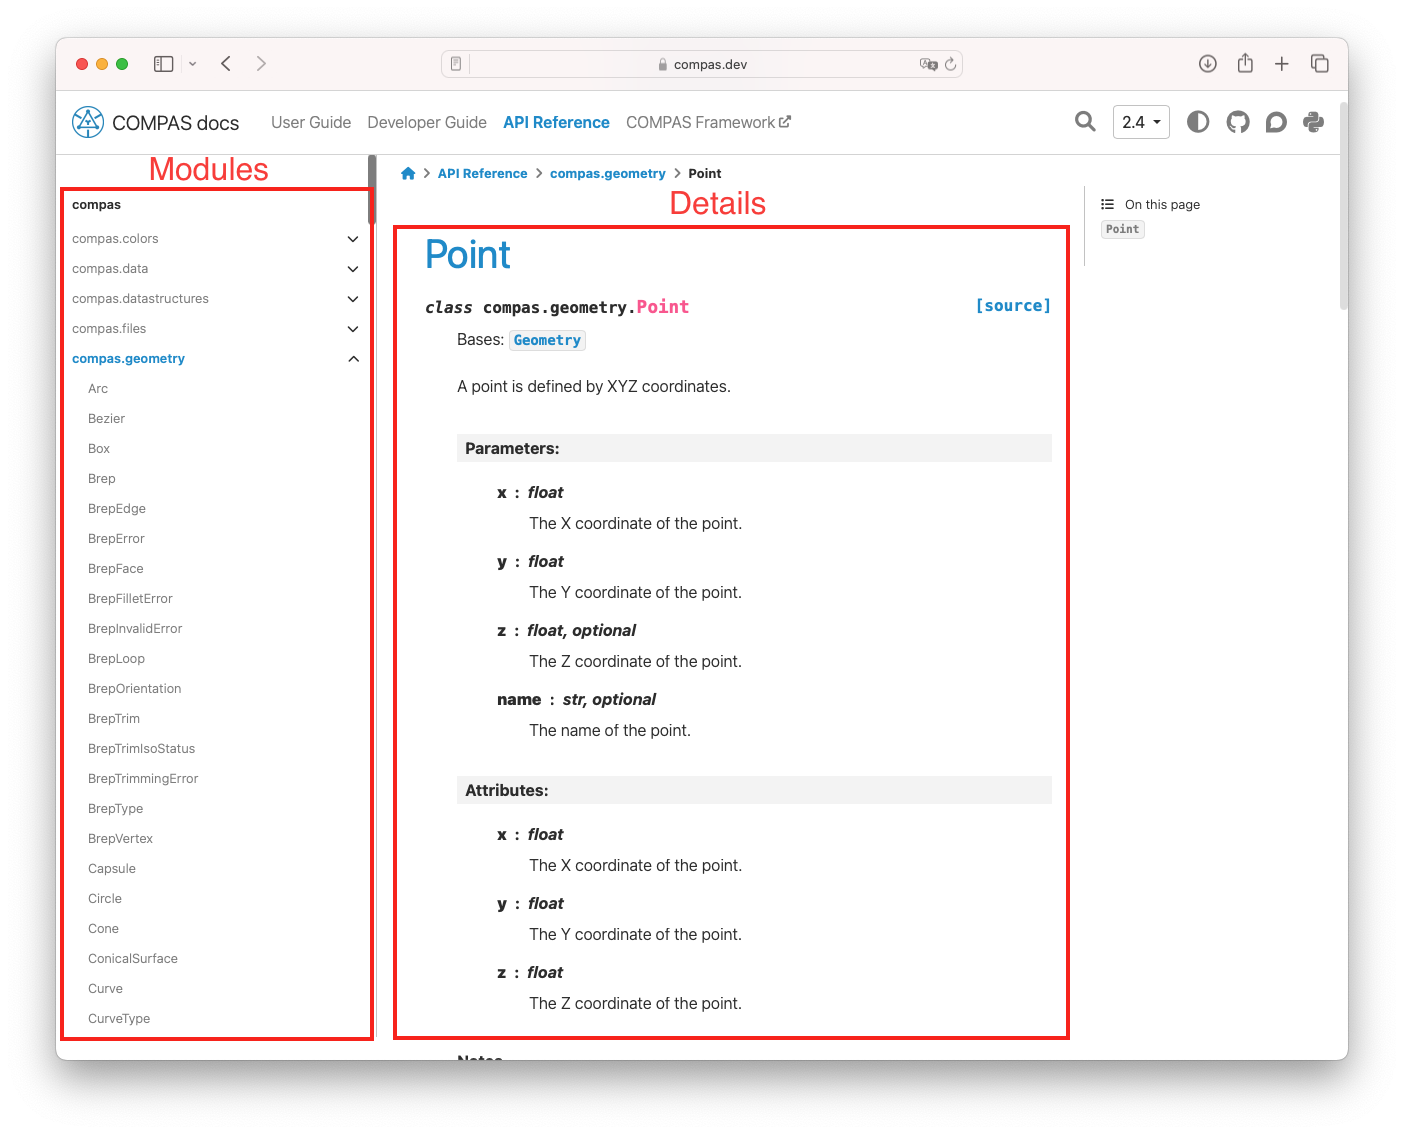 compas.dev
COMPAS docs
User Guide
Developer Guide
API Reference
COMPAS Framework
2.4
Modules
compas
compas.colors
compas.data
compas.datastructures
compas.files
compas.geometry
Arc
Bezier
Box
Brep
BrepEdge
BrepError
BrepFace
BrepFilletError
BrepInvalidError
BrepLoop
BrepOrientation
BrepTrim
BrepTrimIsoStatus
BrepTrimmingError
BrepType
BrepVertex
Capsule
Circle
Cone
ConicalSurface
Curve
CurveType
API Reference > compas.geometry > Point
Details
Point
class compas.geometry.Point
[source]
Bases: Geometry
A point is defined by XYZ coordinates.
Parameters:
x : float
The X coordinate of the point.
y : float
The Y coordinate of the point.
z : float, optional
The Z coordinate of the point.
name : str, optional
The name of the point.
Attributes:
x : float
The X coordinate of the point.
y : float
The Y coordinate of the point.
z : float
The Z coordinate of the point.
Notes
On this page
Point